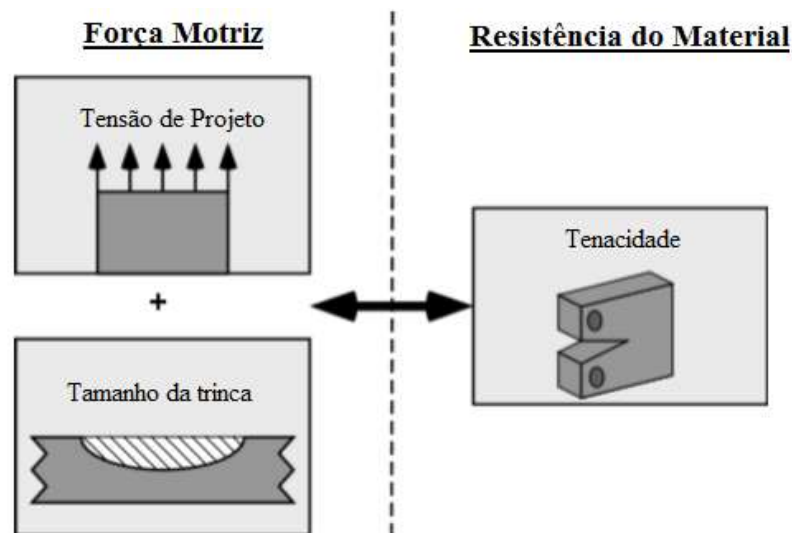 Força Motriz
Tensão de Projeto
+
Tamanho da trinca
Resistência do Material
Tenacidade